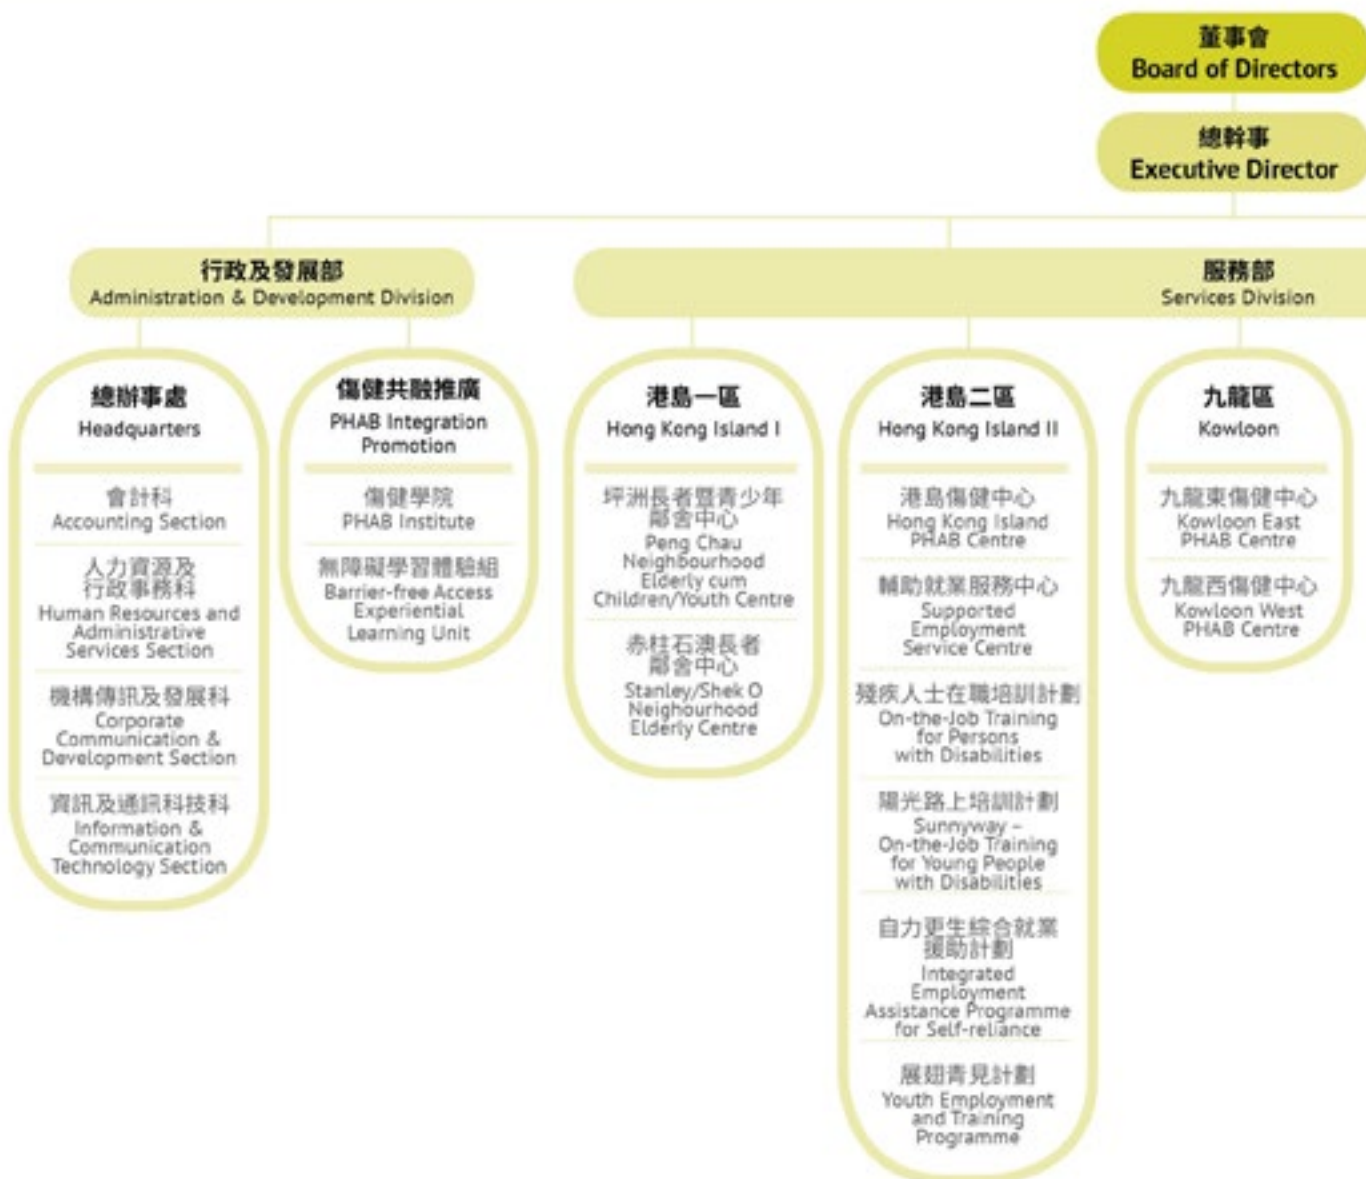 董事會
Board of Directors
總幹事
Executive Director
行政及發展部
Administration & Development Division
服務部
Services Division
總辦事處
Headquarters
會計科
Accounting Section
人力資源及
行政事務科
Human Resources and
Administrative
Services Section
機構傳訊及發展科
Corporate
Communication &
Development Section
資訊及通訊科技科
Information &
Communication
Technology Section
傷健共融推廣
PHAB Integration
Promotion
傷健學院
PHAB Institute
無障礙學習體驗組
Barrier-free Access
Experiential
Learning Unit
港島一區
Hong Kong Island I
坪洲長者暨青少年
鄰舍中心
Peng Chau
Neighbourhood
Elderly cum
Children/Youth Centre
赤柱石澳長者
鄰舍中心
Stanley/Shek O
Neighourhood
Elderly Centre
港島二區
Hong Kong Island II
港島傷健中心
Hong Kong Island
PHAB Centre
輔助就業服務中心
Supported
Employment
Service Centre
殘疾人士在職培訓計劃
On-the-Job Training
for Persons
with Disabilities
陽光路上培訓計劃
Sunnyway –
On-the-Job Training
for Young People
with Disabilities
自力更生綜合就業
援助計劃
Integrated
Employment
Assistance Programme
for Self-reliance
展翅青見計劃
Youth Employment
and Training
Programme
九龍區
Kowloon
九龍東傷健中心
Kowloon East
PHAB Centre
九龍西傷健中心
Kowloon West
PHAB Centre